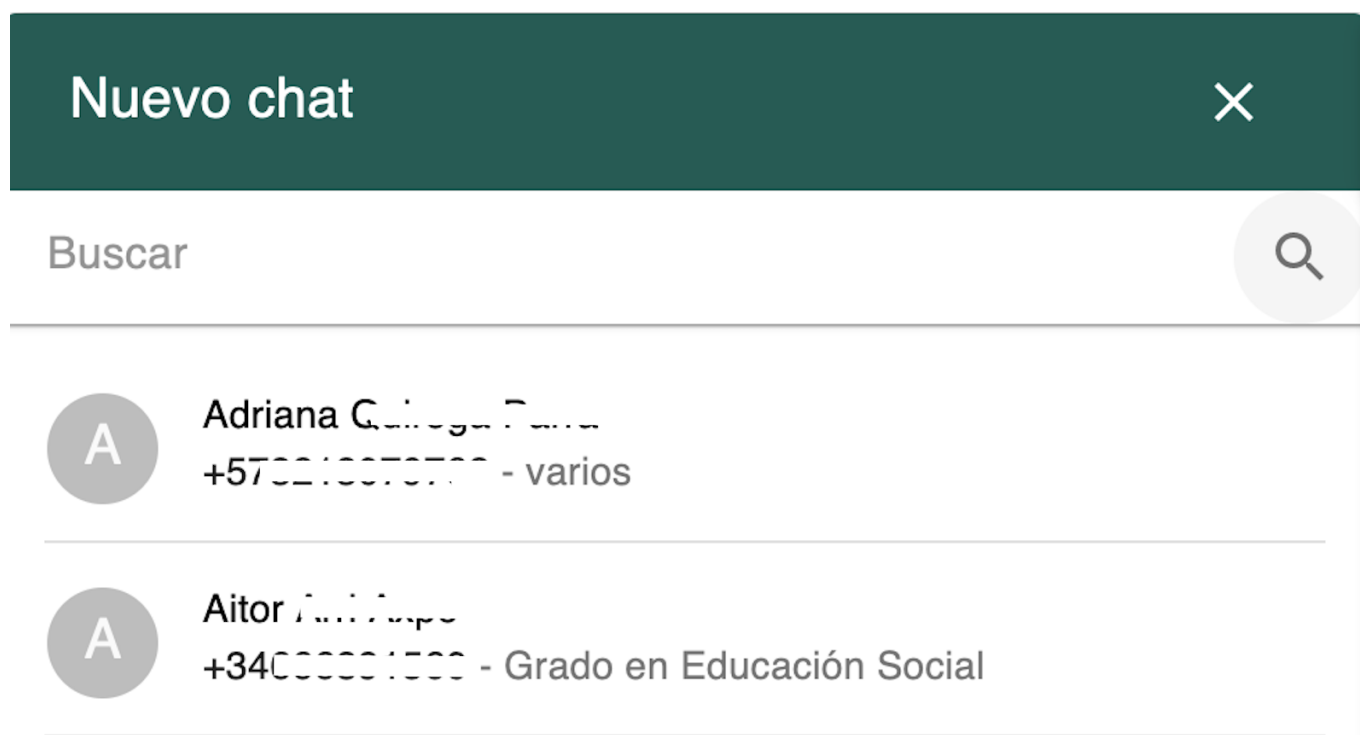 Nuevo chat
Buscar
A
Adriana
- varios
A
Aitor
- Grado en Educación Social